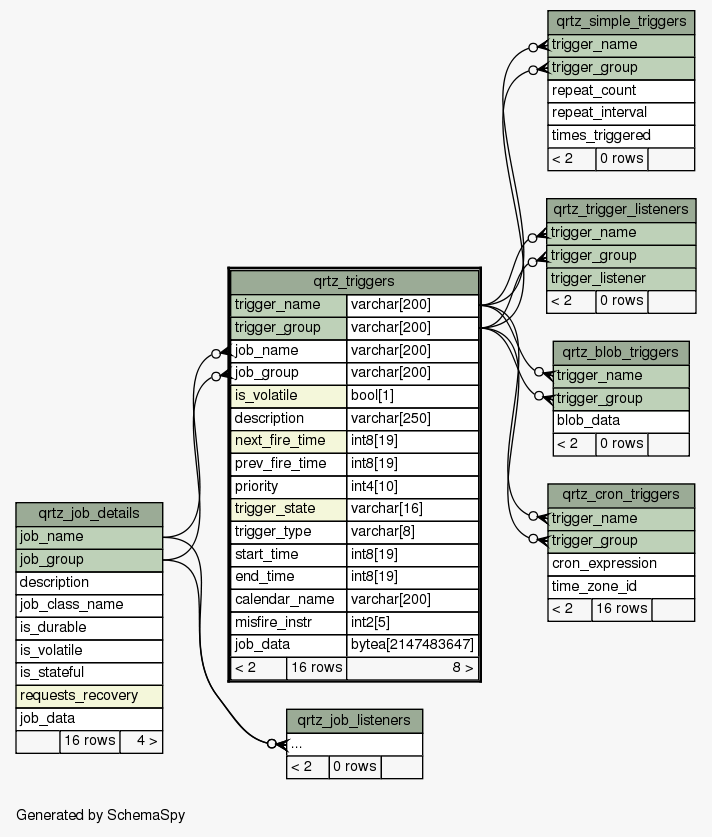 qrtz_simple_triggers
trigger_name
trigger_group
repeat_count
repeat_interval
times_triggered
< 2 0 rows
qrtz_trigger_listeners
trigger_name
trigger_group
trigger_listener
< 2 0 rows
qrtz_triggers
trigger_name varchar[200]
trigger_group varchar[200]
job_name varchar[200]
job_group varchar[200]
is_volatile bool[1]
description varchar[250]
next_fire_time int8[19]
prev_fire_time int8[19]
priority int4[10]
trigger_state varchar[16]
trigger_type varchar[8]
start_time int8[19]
end_time int8[19]
calendar_name varchar[200]
misfire_instr int2[5]
job_data bytea[2147483647]
< 2 16 rows 8 >
qrtz_blob_triggers
trigger_name
trigger_group
blob_data
< 2 0 rows
qrtz_cron_triggers
trigger_name
trigger_group
cron_expression
time_zone_id
< 2 16 rows
qrtz_job_details
job_name
job_group
description
job_class_name
is_durable
is_volatile
is_stateful
requests_recovery
job_data
16 rows 4 >
qrtz_job_listeners
...
< 2 0 rows
Generated by SchemaSpy